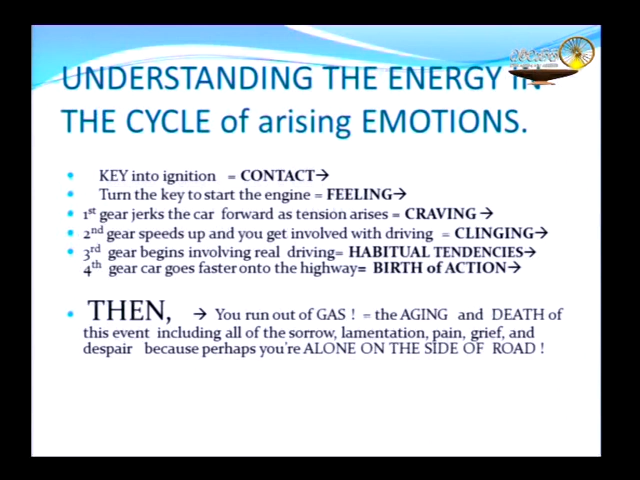 UNDERSTANDING THE ENERGY IN
THE CYCLE of arising EMOTIONS.
KEY into ignition = CONTACT→
Turn the key to start the engine = FEELING→
1st gear jerks the car forward as tension arises = CRAVING →
2nd gear speeds up and you get involved with driving = CLINGING→
3rd gear begins involving real driving= HABITUAL TENDENCIES→
4th gear car goes faster onto the highway= BIRTH of ACTION→
THEN, → You run out of GAS ! = the AGING and DEATH of
this event including all of the sorrow, lamentation, pain, grief, and
despair because perhaps you're ALONE ON THE SIDE OF ROAD !